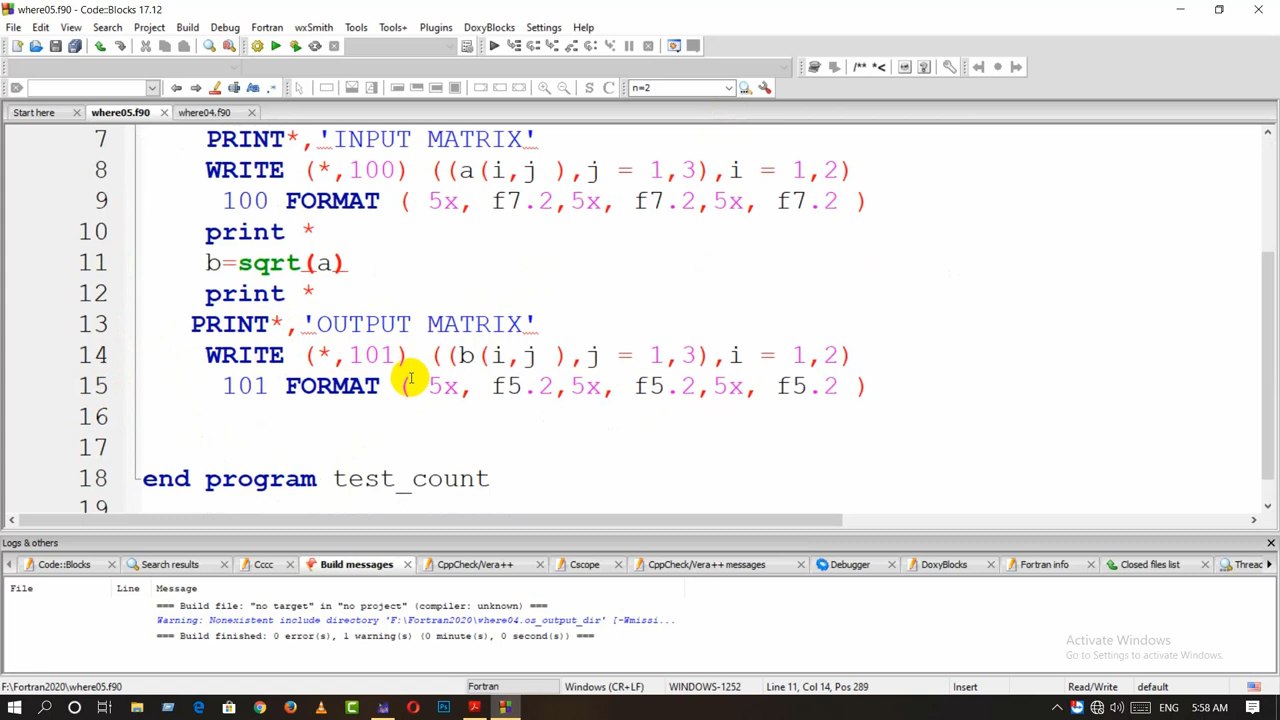 where05.f90 - Code::Blocks 17.12
File Edit View Search Project Build Debug Fortran wxSmith Tools Tools+ Plugins DoxyBlocks Settings Help
/** *< 
S C n=2
Start here where05.f90 where04.f90
7 PRINT*,'INPUT MATRIX'
8 WRITE (*,100) ((a(i,j ),j = 1,3),i = 1,2)
9 100 FORMAT ( 5x, f7.2,5x, f7.2,5x, f7.2 )
10 print *
11 b=sqrt(a)
12 print *
13 PRINT*,'OUTPUT MATRIX'
14 WRITE (*,101) ((b(i,j ),j = 1,3),i = 1,2)
15 101 FORMAT ( 5x, f5.2,5x, f5.2,5x, f5.2 )
16
17
18 end program test_count
19
Logs & others
Code::Blocks Search results Cccc Build messages CppCheck/Vera++ Cscope CppCheck/Vera++ messages Debugger DoxyBlocks Fortran info Closed files list Threa
File Line Message
=== Build file: "no target" in "no project" (compiler: unknown) ===
Warning: Nonexistent include directory 'F:\Fortran2020\where04.os_output_dir' [-Wmissi...
=== Build finished: 0 error(s), 1 warning(s) (0 minute(s), 0 second(s)) ===
Activate Windows
Go to Settings to activate Windows.
F:\Fortran2020\where05.f90 Fortran Windows (CR+LF) WINDOWS-1252 Line 11, Col 14, Pos 289 Insert Read/Write default
ENG 5:58 AM